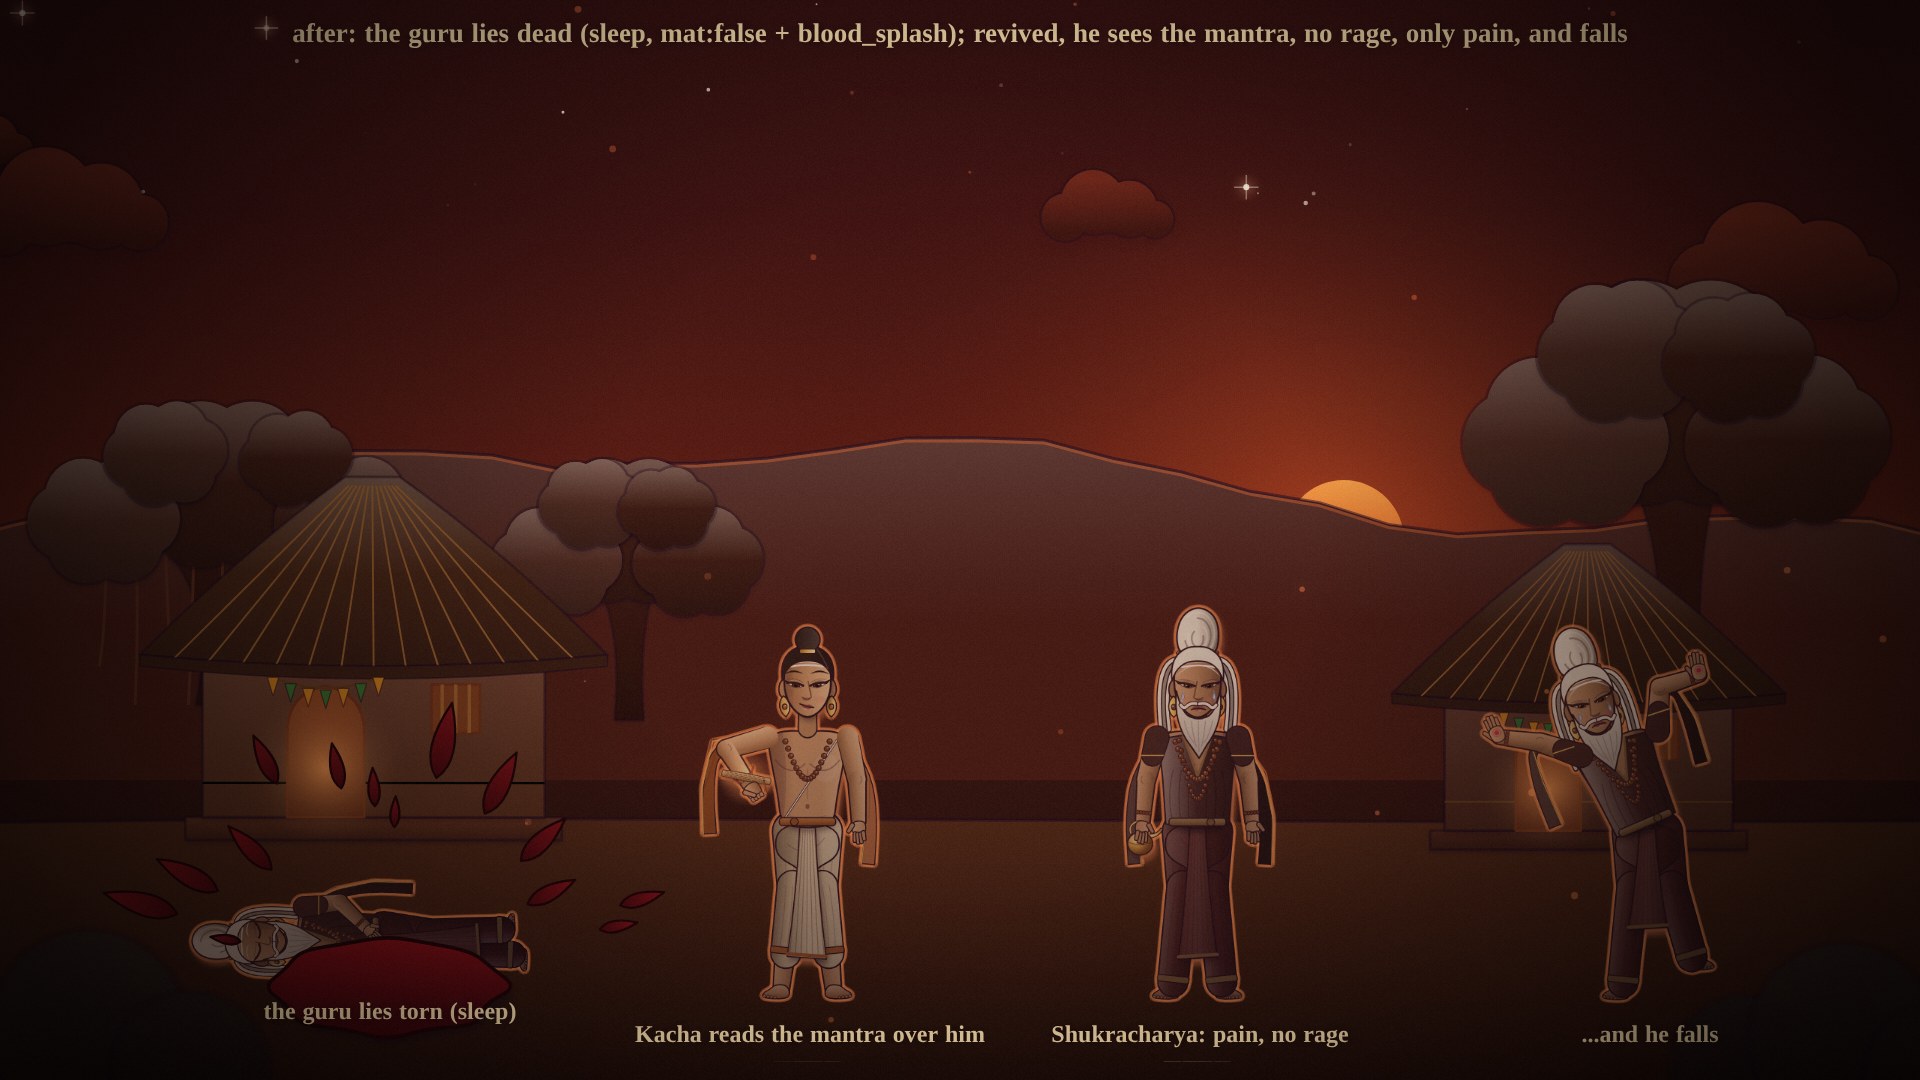 after: the guru lies dead (sleep, mat:false + blood_splash); revived, he sees the mantra, no rage, only pain, and falls
the guru lies torn (sleep)
Kacha reads the mantra over him
Shukracharya: pain, no rage
...and he falls